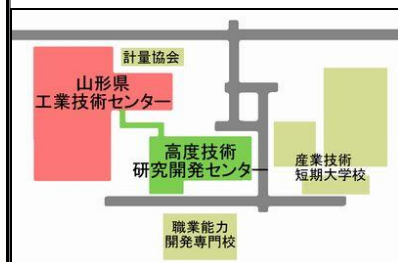 計量協会
山形県
工業技術センター
高度技術
研究開発センター
産業技術
短期大学校
職業能力
開発専門校